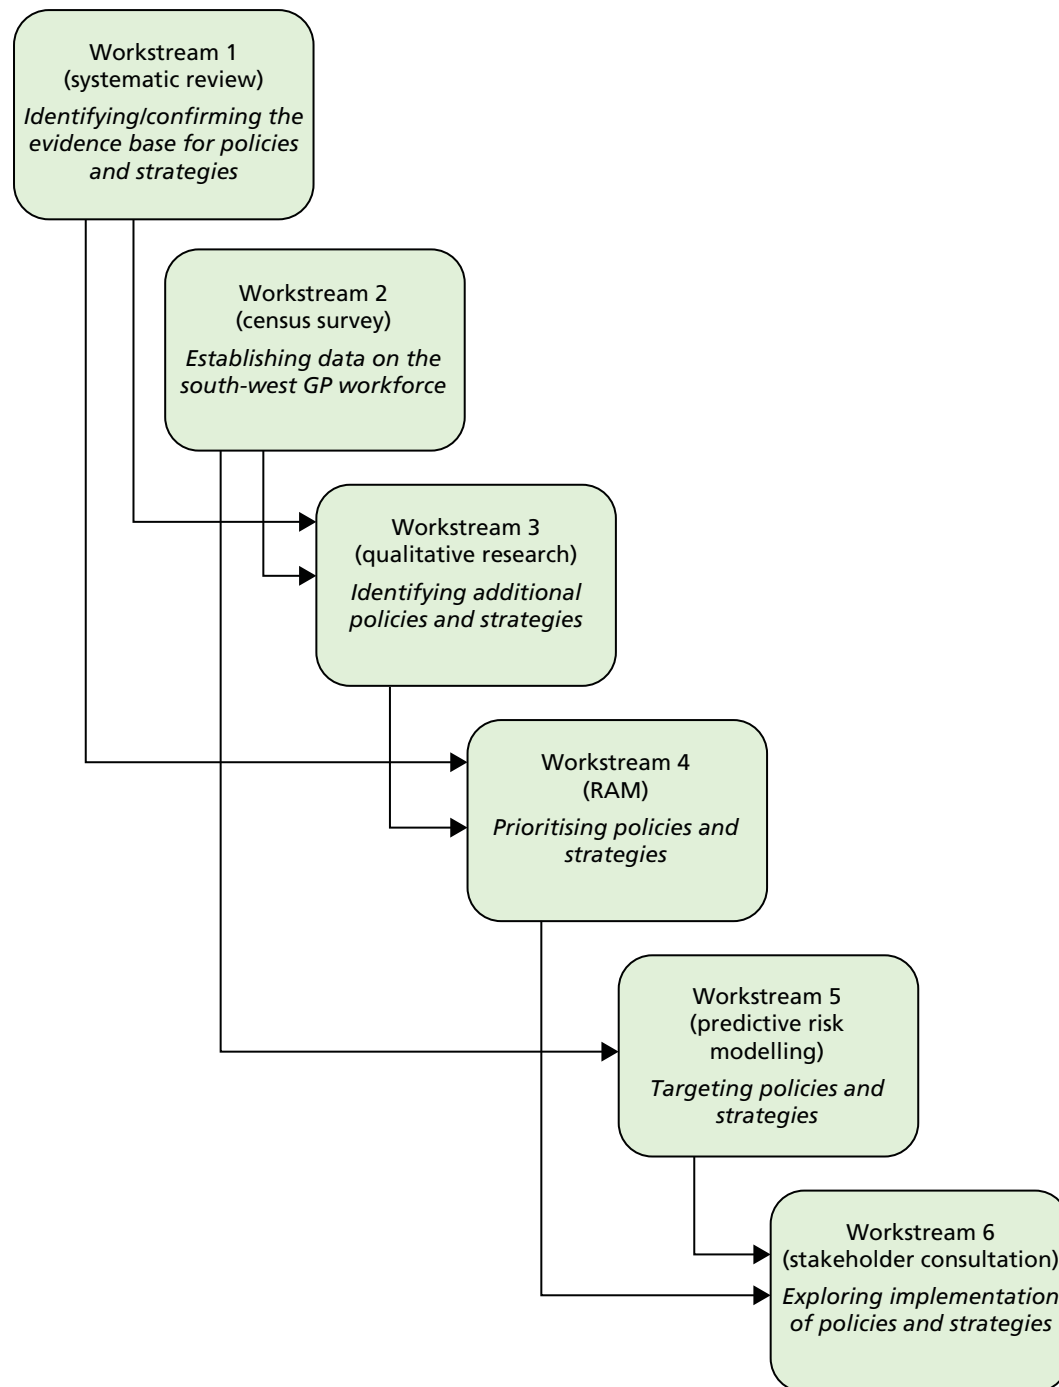 Workstream 1
(systematic review)
Identifying/confirming the
evidence base for policies
and strategies
Workstream 2
(census survey)
Establishing data on the
south-west GP workforce
Workstream 3
(qualitative research)
Identifying additional
policies and strategies
Workstream 4
(RAM)
Prioritising policies and
strategies
Workstream 5
(predictive risk
modelling)
Targeting policies and
strategies
Workstream 6
(stakeholder consultation)
Exploring implementation
of policies and strategies